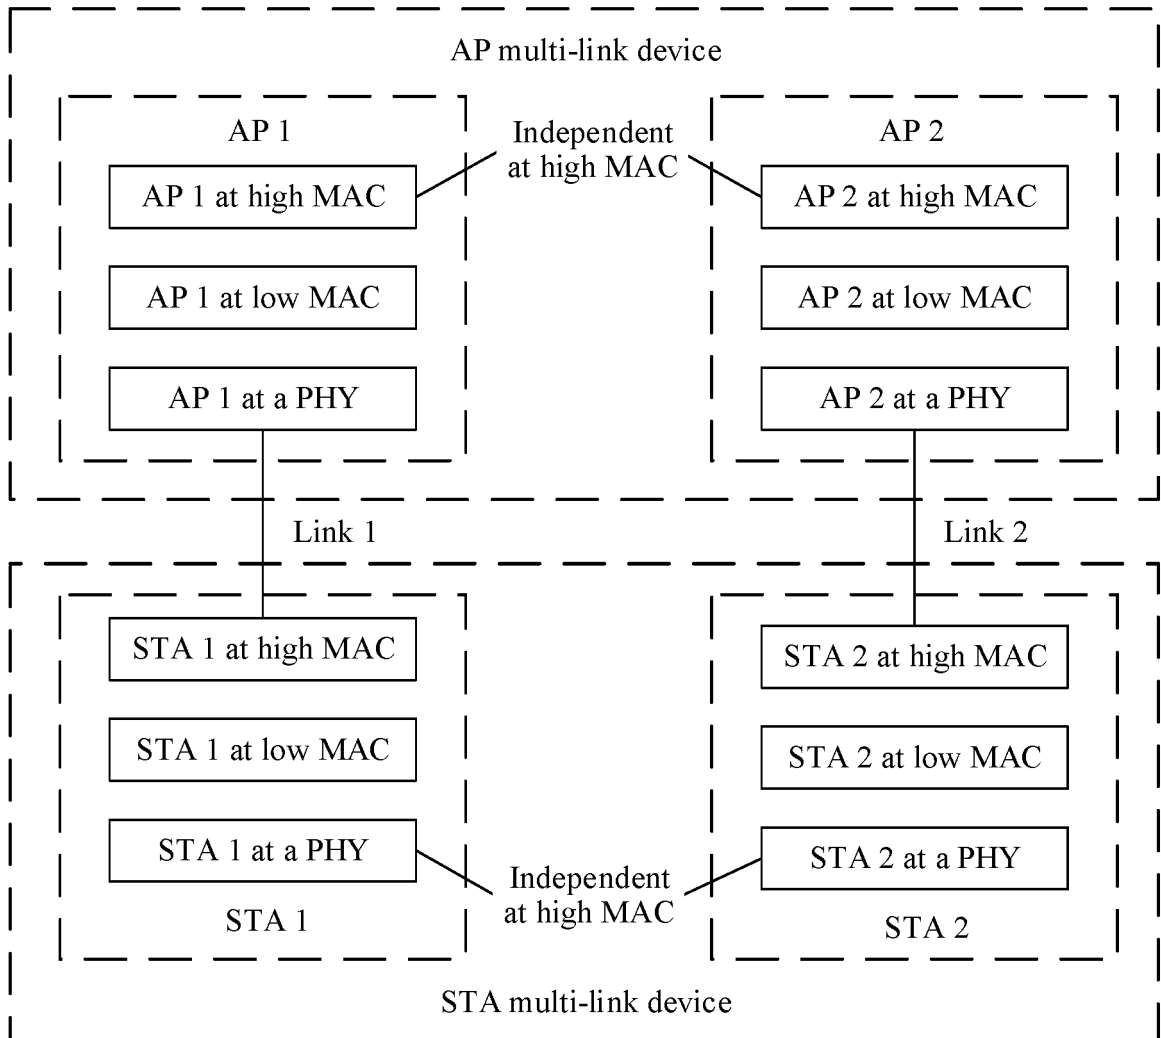 AP multi-link device
AP 1
Independent
at high MAC
AP 2
AP 1 at high MAC
AP 2 at high MAC
AP 1 at low MAC
AP 2 at low MAC
AP 1 at a PHY
AP 2 at a PHY
Link 1
Link 2
STA 1 at high MAC
STA 2 at high MAC
STA 1 at low MAC
STA 2 at low MAC
STA 1 at a PHY
STA 2 at a PHY
Independent
at high MAC
STA 1
STA 2
STA multi-link device